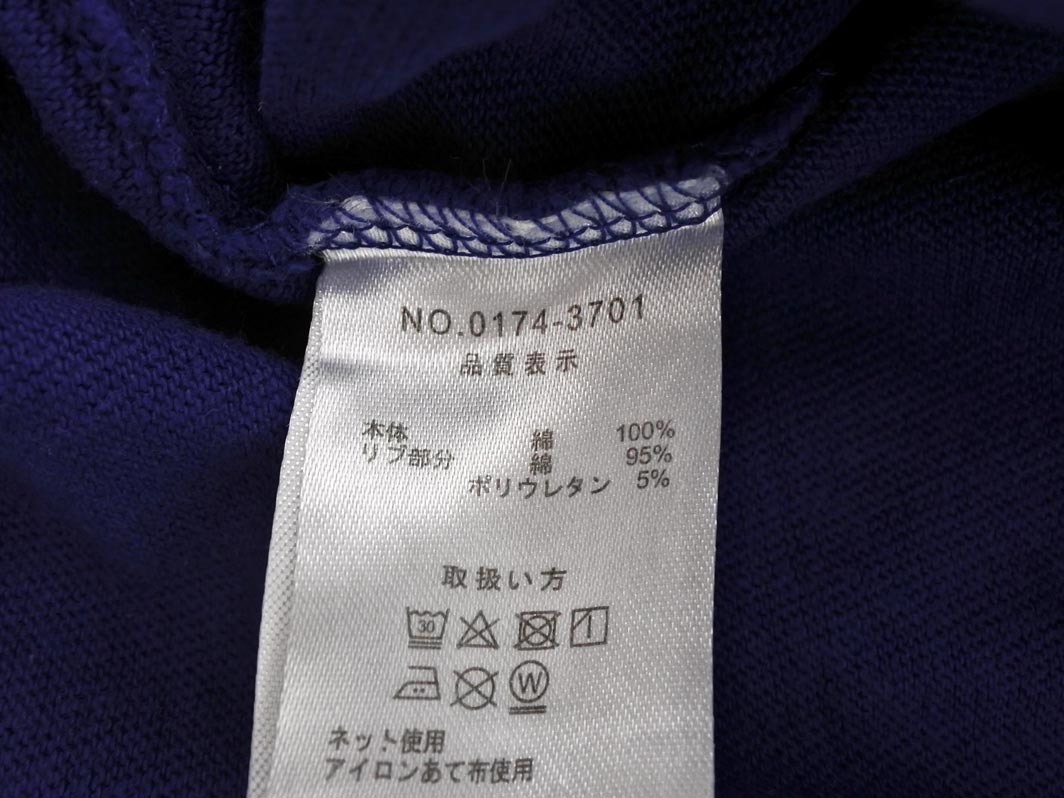 NO.0174-3701
品質表示
本体 綿 100%
リブ部分 綿 95%
ポリウレタン 5%
取扱い方
30
W
ネット使用
アイロンあて布使用